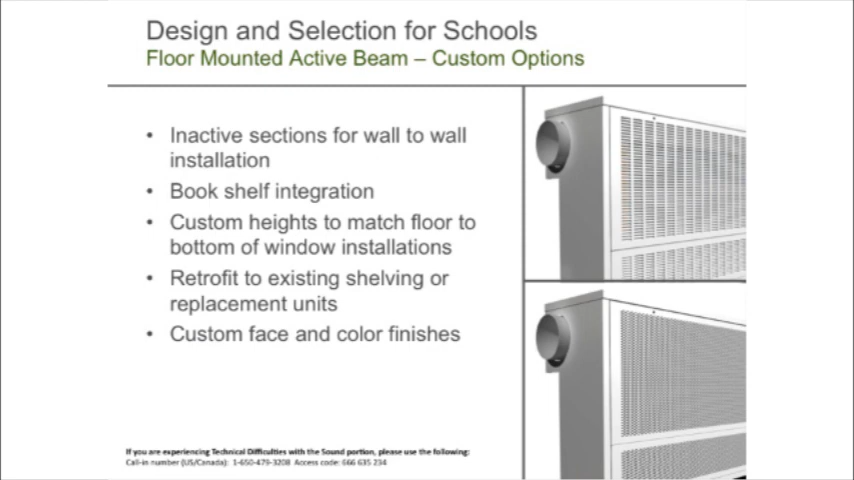 Design and Selection for Schools
Floor Mounted Active Beam – Custom Options
• Inactive sections for wall to wall
installation
• Book shelf integration
• Custom heights to match floor to
bottom of window installations
• Retrofit to existing shelving or
replacement units
• Custom face and color finishes
If you are experiencing Technical Difficulties with the Sound portion, please use the following:
Call-in number (US/Canada): 1-650-479-3208 Access code: 666 635 234